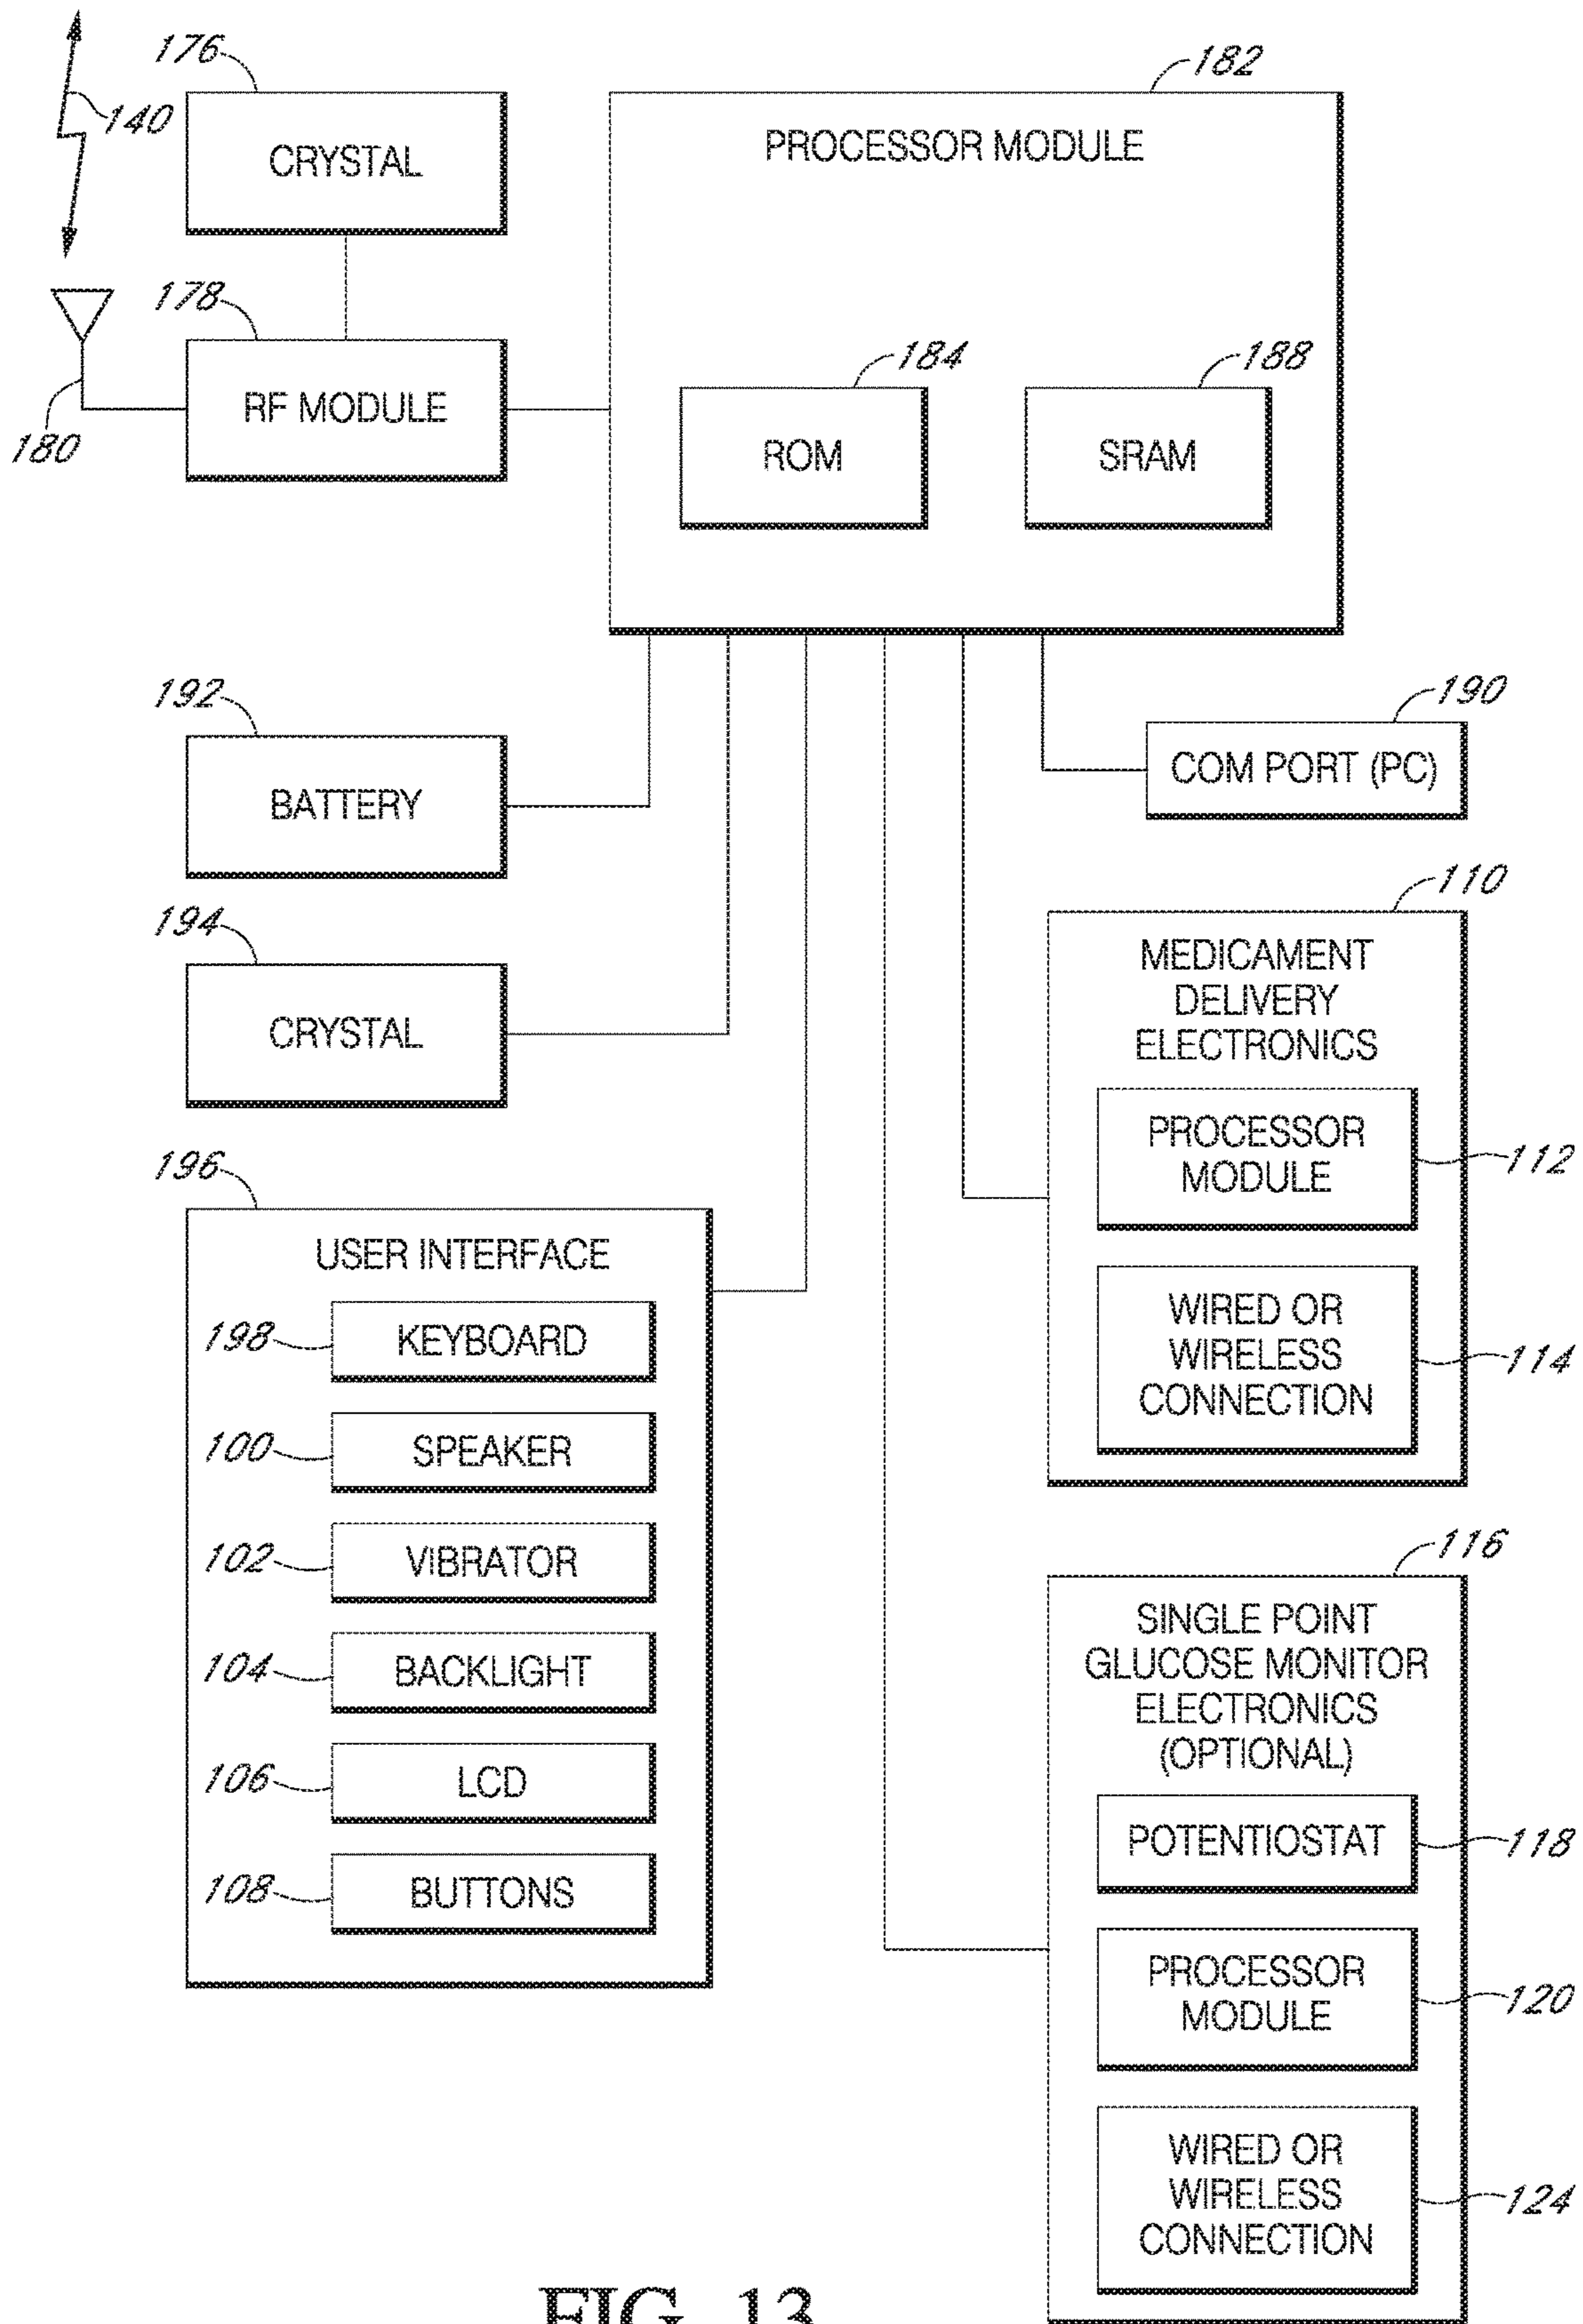 176
182
140
CRYSTAL
PROCESSOR MODULE
178
184
188
RF MODULE
ROM
SRAM
180
192
190
BATTERY
COM PORT (PC)
194
110
CRYSTAL
MEDICAMENT
DELIVERY
ELECTRONICS
PROCESSOR
MODULE
112
196
USER INTERFACE
198
KEYBOARD
WIRED OR
WIRELESS
CONNECTION
114
100
SPEAKER
102
VIBRATOR
116
104
BACKLIGHT
SINGLE POINT
GLUCOSE MONITOR
ELECTRONICS
(OPTIONAL)
106
LCD
POTENTIOSTAT
118
108
BUTTONS
PROCESSOR
MODULE
120
WIRED OR
WIRELESS
CONNECTION
124
FIG. 13